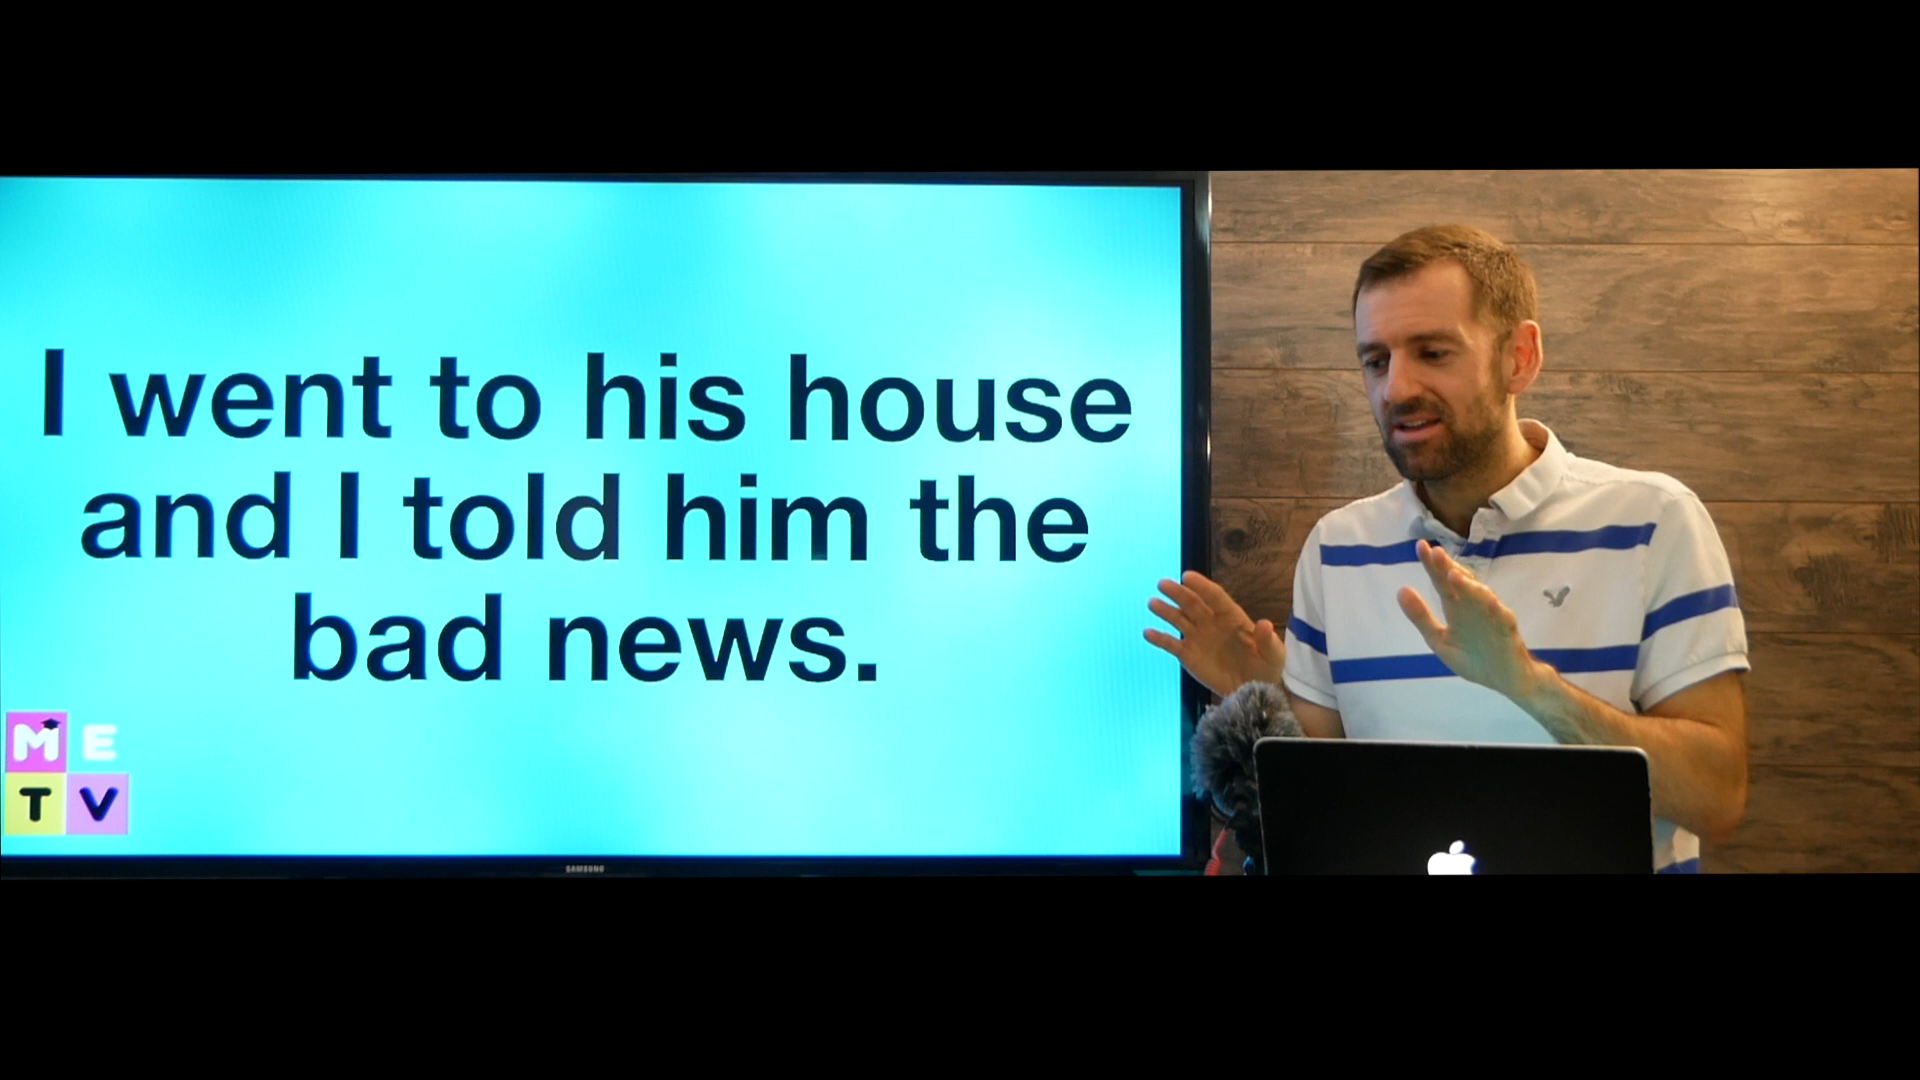 I went to his house
and I told him the
bad news.
M E
T V
SAMSUNG